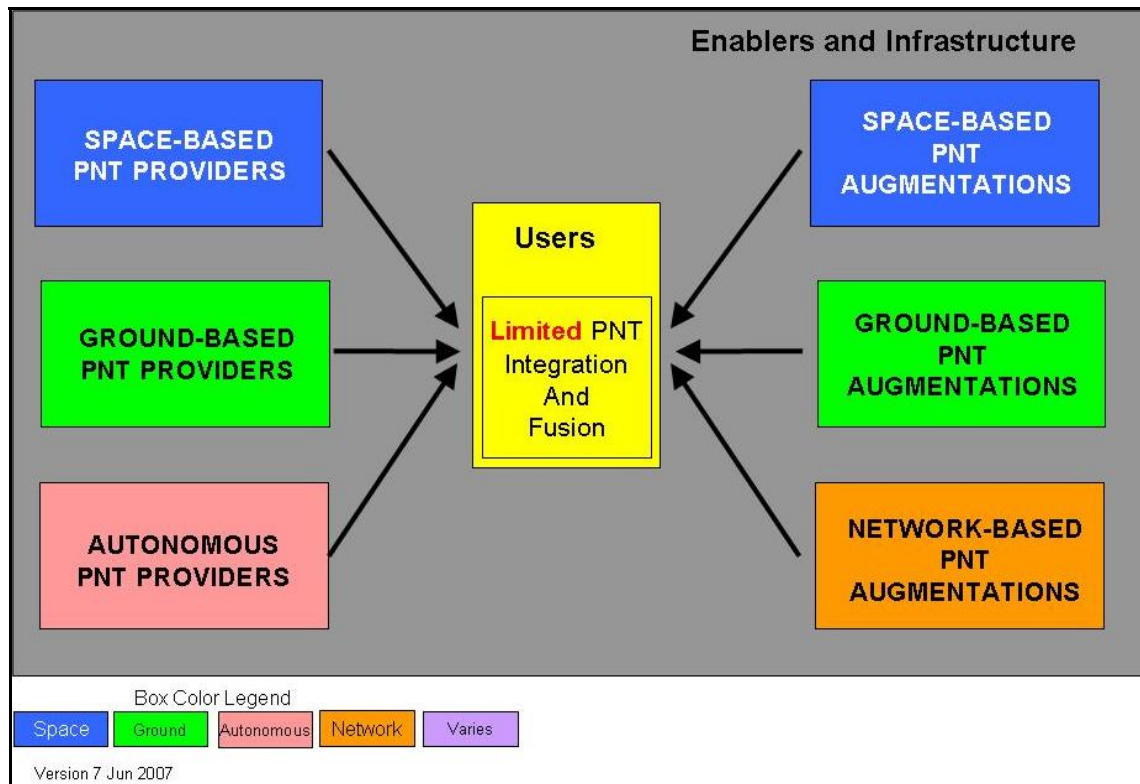 Enablers and Infrastructure
SPACE-BASED
PNT PROVIDERS
GROUND-BASED
PNT PROVIDERS
AUTONOMOUS
PNT PROVIDERS
Users
Limited PNT
Integration
And
Fusion
SPACE-BASED
PNT
AUGMENTATIONS
GROUND-BASED
PNT
AUGMENTATIONS
NETWORK-BASED
PNT
AUGMENTATIONS
Box Color Legend
Space
Ground
Autonomous
Network
Varies
Version 7 Jun 2007